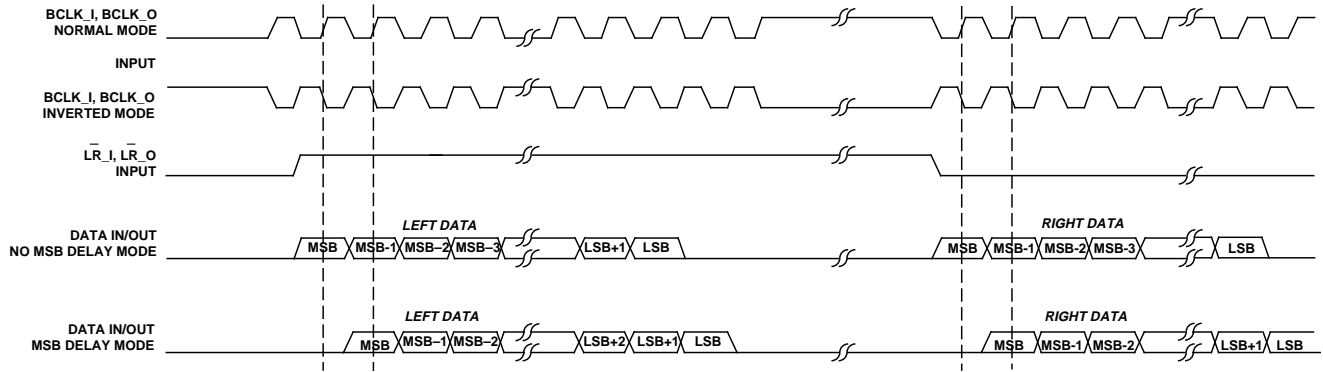 BCLK_I, BCLK_O
NORMAL MODE
INPUT
BCLK_I, BCLK_O
INVERTED MODE
L̅R_I, L̅R_O
INPUT
LEFT DATA
RIGHT DATA
DATA IN/OUT
NO MSB DELAY MODE
MSB MSB-1 MSB–2 MSB–3 LSB+1 LSB MSB MSB-1 MSB-2 MSB-3 LSB
LEFT DATA
RIGHT DATA
DATA IN/OUT
MSB DELAY MODE
MSB MSB–1 MSB–2 LSB+2 LSB+1 LSB MSB MSB-1 MSB-2 LSB+1 LSB